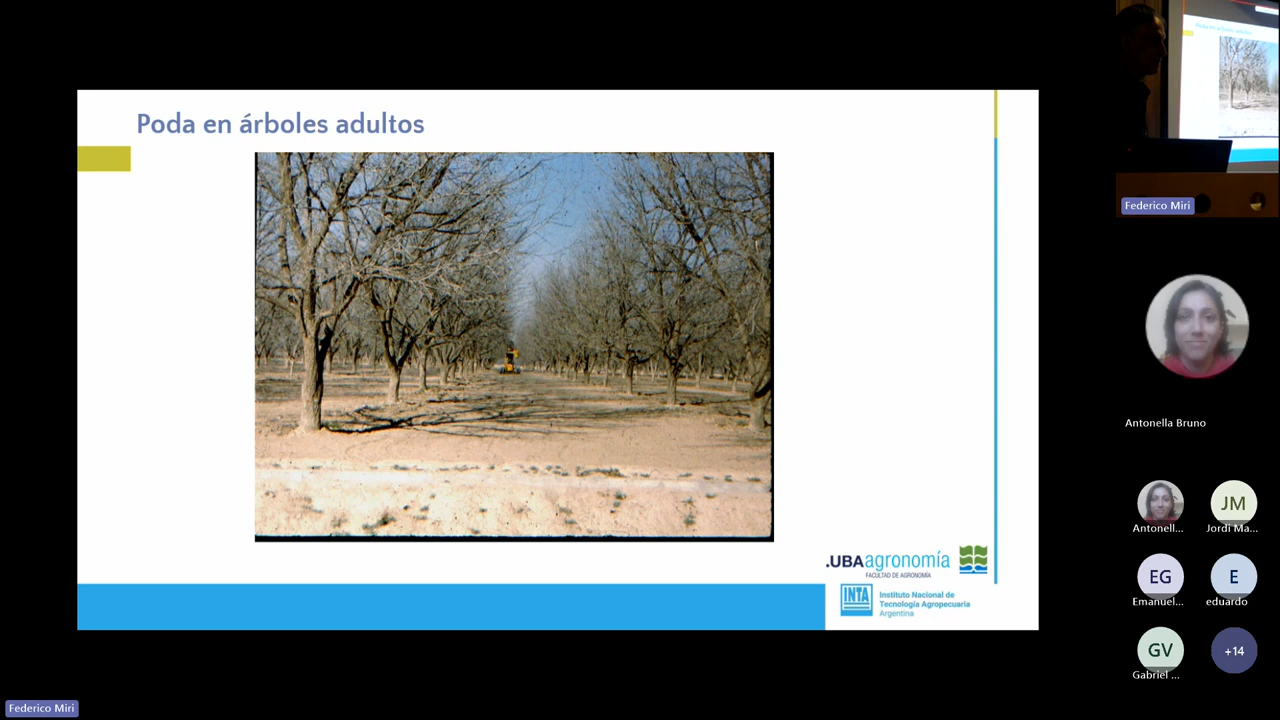 Poda en árboles adultos
.UBAagronomía
FACULTAD DE AGRONOMÍA
INTA
Instituto Nacional de
Tecnología Agropecuaria
Argentina
Federico Miri
Antonella Bruno
Antonell...
JM
Jordi Ma...
EG
Emanuel...
E
eduardo
GV
Gabriel ...
+14
Federico Miri